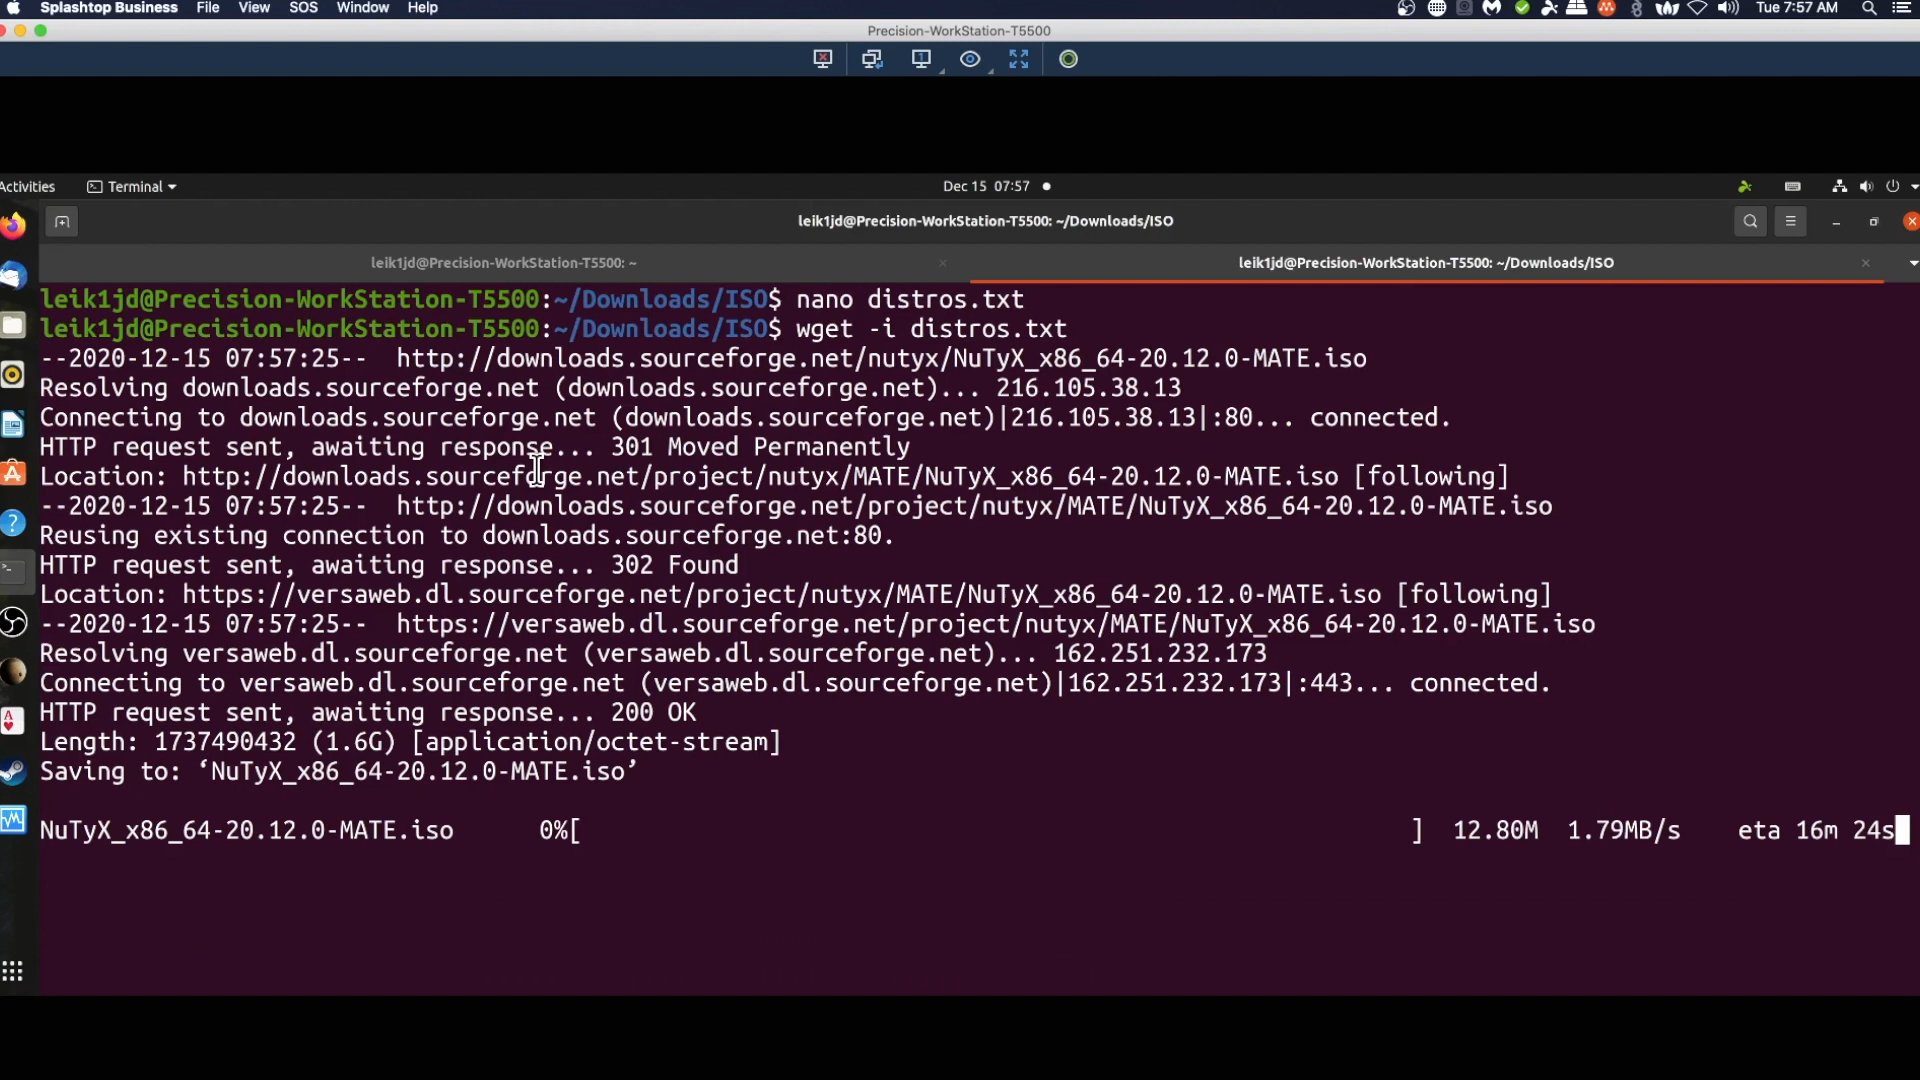 Splashtop Business File View SOS Window Help Tue 7:57 AM
Precision-WorkStation-T5500
Activities Terminal Dec 15 07:57
leik1jd@Precision-WorkStation-T5500: ~/Downloads/ISO
leik1jd@Precision-WorkStation-T5500: ~ leik1jd@Precision-WorkStation-T5500: ~/Downloads/ISO
leik1jd@Precision-WorkStation-T5500:~/Downloads/ISO$ nano distros.txt
leik1jd@Precision-WorkStation-T5500:~/Downloads/ISO$ wget -i distros.txt
--2020-12-15 07:57:25-- http://downloads.sourceforge.net/nutyx/NuTyX_x86_64-20.12.0-MATE.iso
Resolving downloads.sourceforge.net (downloads.sourceforge.net)... 216.105.38.13
Connecting to downloads.sourceforge.net (downloads.sourceforge.net)|216.105.38.13|:80... connected.
HTTP request sent, awaiting response... 301 Moved Permanently
Location: http://downloads.sourceforge.net/project/nutyx/MATE/NuTyX_x86_64-20.12.0-MATE.iso [following]
--2020-12-15 07:57:25-- http://downloads.sourceforge.net/project/nutyx/MATE/NuTyX_x86_64-20.12.0-MATE.iso
Reusing existing connection to downloads.sourceforge.net:80.
HTTP request sent, awaiting response... 302 Found
Location: https://versaweb.dl.sourceforge.net/project/nutyx/MATE/NuTyX_x86_64-20.12.0-MATE.iso [following]
--2020-12-15 07:57:25-- https://versaweb.dl.sourceforge.net/project/nutyx/MATE/NuTyX_x86_64-20.12.0-MATE.iso
Resolving versaweb.dl.sourceforge.net (versaweb.dl.sourceforge.net)... 162.251.232.173
Connecting to versaweb.dl.sourceforge.net (versaweb.dl.sourceforge.net)|162.251.232.173|:443... connected.
HTTP request sent, awaiting response... 200 OK
Length: 1737490432 (1.6G) [application/octet-stream]
Saving to: ‘NuTyX_x86_64-20.12.0-MATE.iso’
NuTyX_x86_64-20.12.0-MATE.iso 0%[ ] 12.80M 1.79MB/s eta 16m 24s